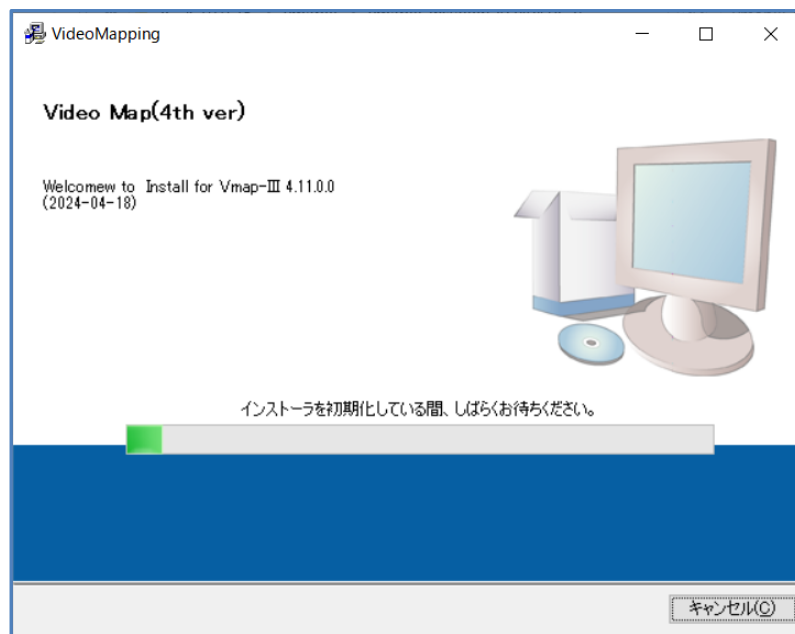 VideoMapping
Video Map(4th ver)
Welcomew to Install for Vmap-Ⅲ 4.11.0.0
(2024-04-18)
インストーラを初期化している間、しばらくお待ちください。
キャンセル(C)